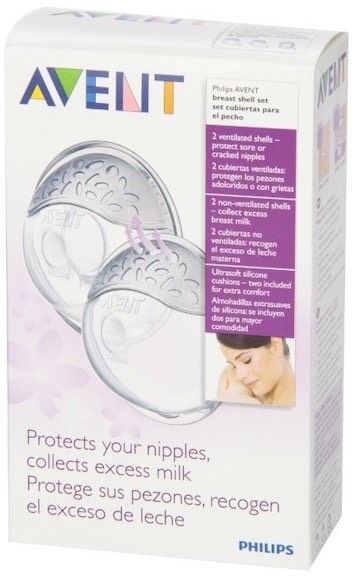 AVENT
Philips AVENT
breast shell set
set cubiertas para
el pecho
2 ventilated shells –
protect sore or
cracked nipples
2 cubiertas ventiladas:
protegen los pezones
adoloridos o con grietas
2 non-ventilated shells
– collect excess
breast milk
2 cubiertas no
ventiladas: recogen
el exceso de leche
materna
Ultrasoft silicone
cushions – two included
for extra comfort
Almohadillas extrasuaves
de silicona: se incluyen
dos para mayor
comodidad
AVENT
AVENT
Protects your nipples,
collects excess milk
Protege sus pezones, recogen
el exceso de leche
PHILIPS